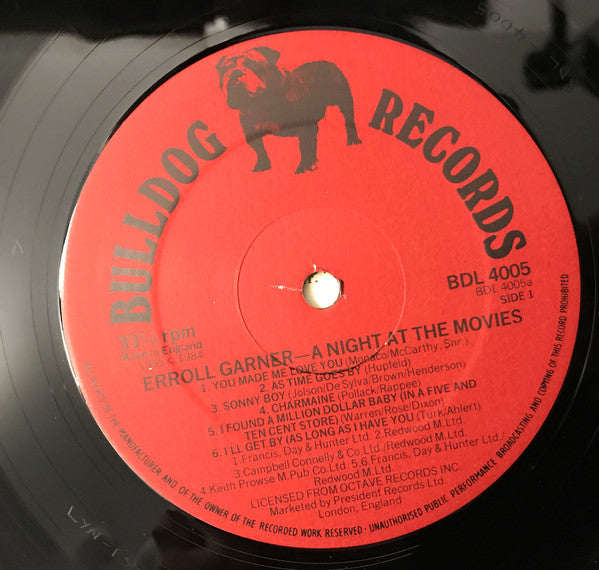 BULLDOG RECORDS
BDL 4005
BDL 4005a
SIDE 1
33⅓ rpm
Made in England
1984
ERROLL GARNER—A NIGHT AT THE MOVIES
1. YOU MADE ME LOVE YOU (Monaco/McCarthy, Snr.)
2. AS TIME GOES BY (Hupfeld)
3. SONNY BOY (Jolson/De Sylva/Brown/Henderson)
4. CHARMAINE (Pollack/Rappee)
5. I FOUND A MILLION DOLLAR BABY (IN A FIVE AND
TEN CENT STORE) (Warren/Rose/Dixon)
6. I'LL GET BY (AS LONG AS I HAVE YOU (Turk/Ahlert)
1. Francis, Day & Hunter Ltd. 2. Redwood M.Ltd.
3. Campbell Connelly & Co Ltd./Redwood M.Ltd.
4. Keith Prowse M. Pub.Co. Ltd. 5.6. Francis, Day & Hunter Ltd./
Redwood M.Ltd.
LICENSED FROM OCTAVE RECORDS INC.
Marketed by President Records Ltd.
London, England
ALL RIGHTS OF THE MANUFACTURER AND OF THE OWNER OF THE RECORDED WORK RESERVED · UNAUTHORISED PUBLIC PERFORMANCE BROADCASTING AND COPYING OF THIS RECORD PROHIBITED